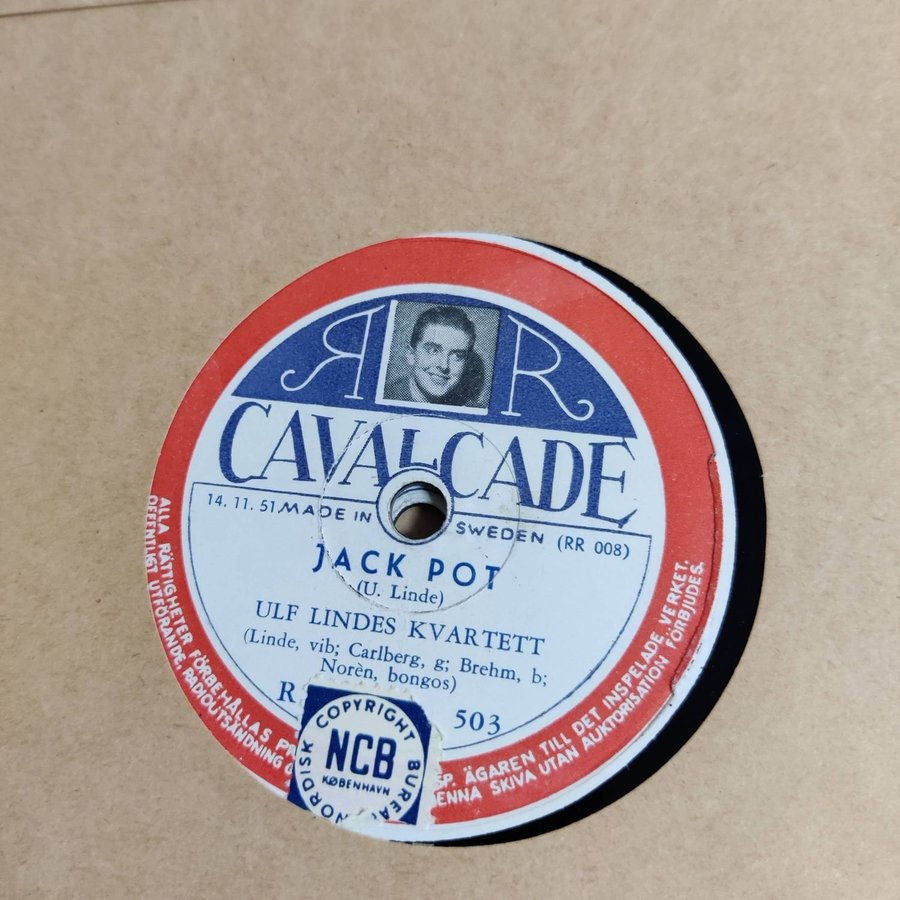 R R
CAVALCADE
14. 11. 51. MADE IN SWEDEN (RR 008)
JACK POT
(U. Linde)
ULF LINDES KVARTETT
(Linde, vib; Carlberg, g; Brehm, b;
Norèn, bongos)
R 503
NORDISK COPYRIGHT BUREAU
NCB
KØBENHAVN
ALLA RÄTTIGHETER FÖRBEHÅLLAS SP. ÄGAREN TILL DET INSPELADE VERKET.
OFFENTLIGT UTFÖRANDE, RADIOUTSÄNDNING DENNA SKIVA UTAN AUKTORISATION FÖRBJUDES.